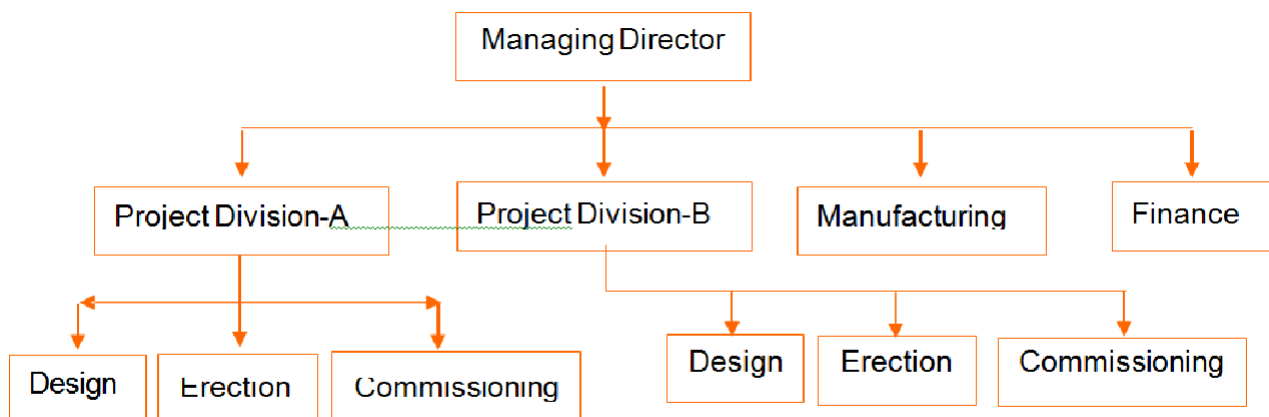 Managing Director
Project Division-A
Project Division-B
Manufacturing
Finance
Design
Erection
Commissioning
Design
Erection
Commissioning